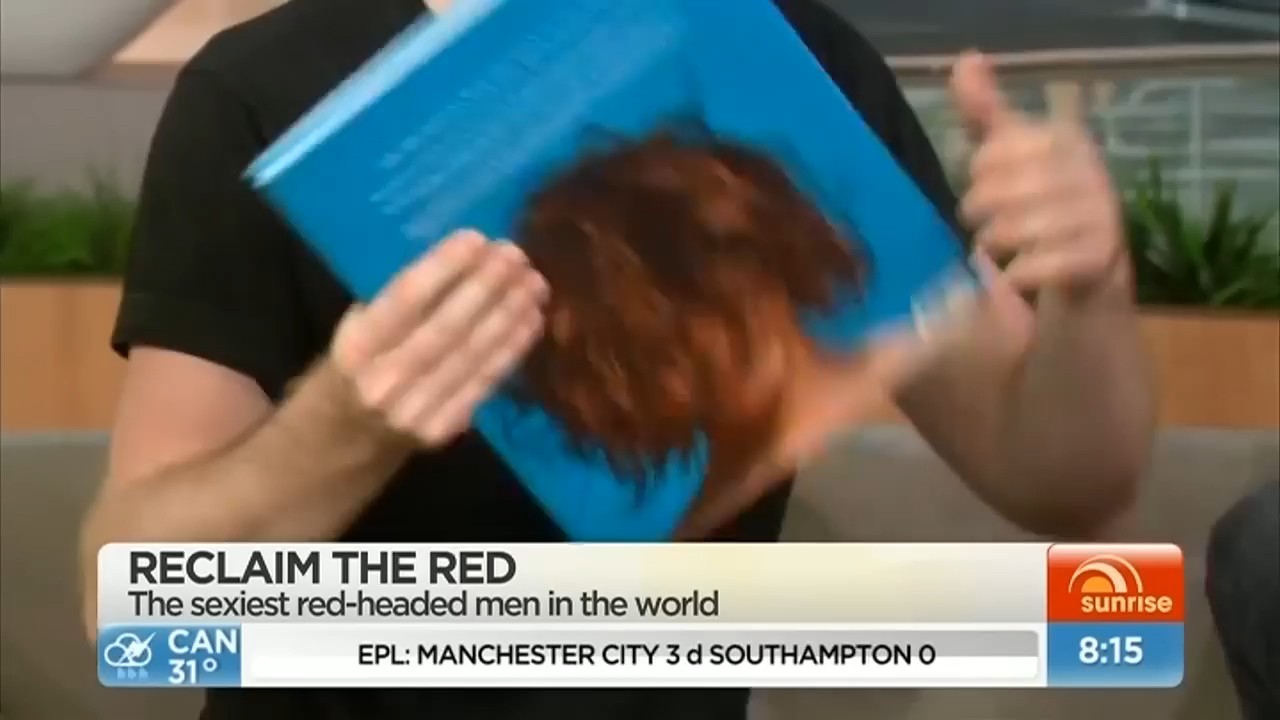 RECLAIM THE RED
The sexiest red-headed men in the world
sunrise
CAN
31°
EPL: MANCHESTER CITY 3 d SOUTHAMPTON 0
8:15